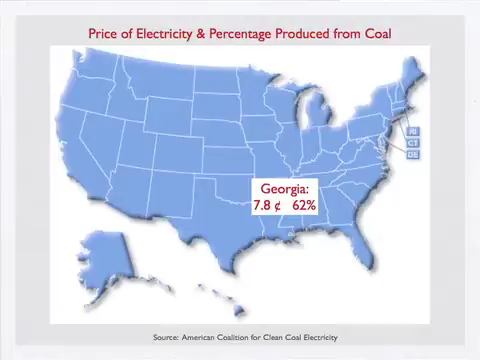 Price of Electricity & Percentage Produced from Coal
RI
CT
DE
Georgia:
7.8 ¢ 62%
Source: American Coalition for Clean Coal Electricity